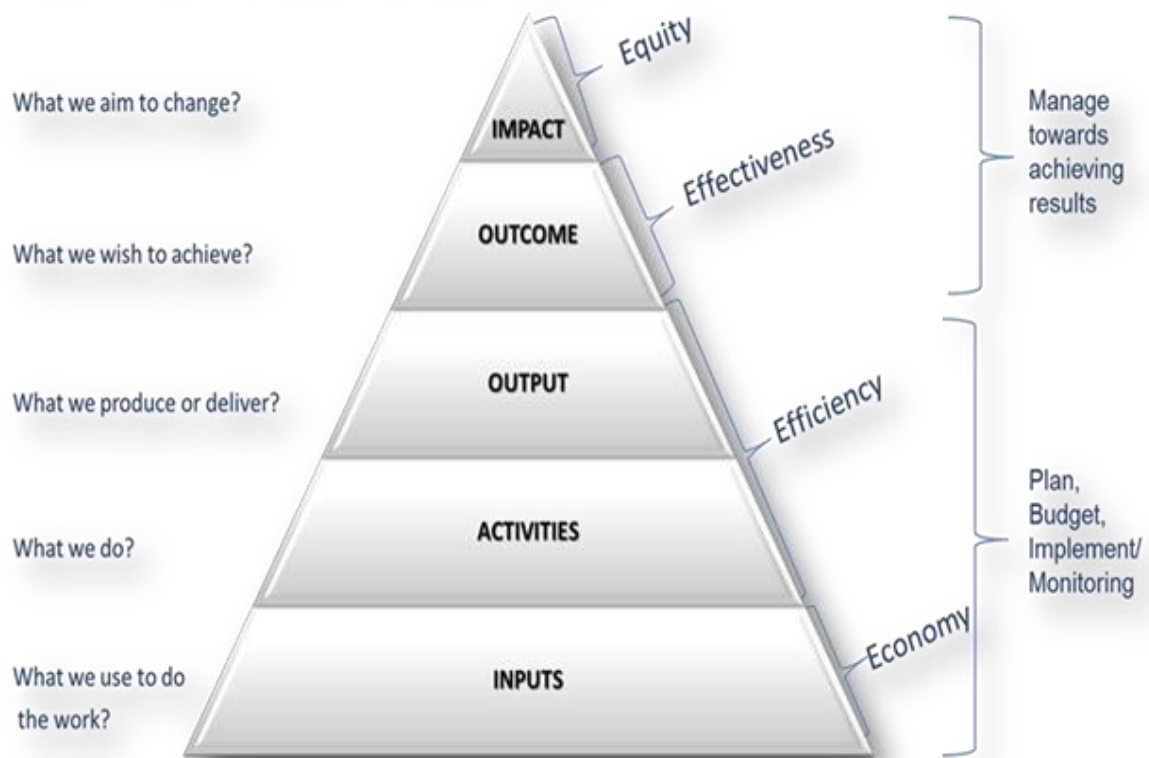 Equity
What we aim to change?
IMPACT
Manage
towards
achieving
results
Effectiveness
OUTCOME
What we wish to achieve?
OUTPUT
What we produce or deliver?
Efficiency
ACTIVITIES
What we do?
Plan,
Budget,
Implement/
Monitoring
Economy
INPUTS
What we use to do
the work?